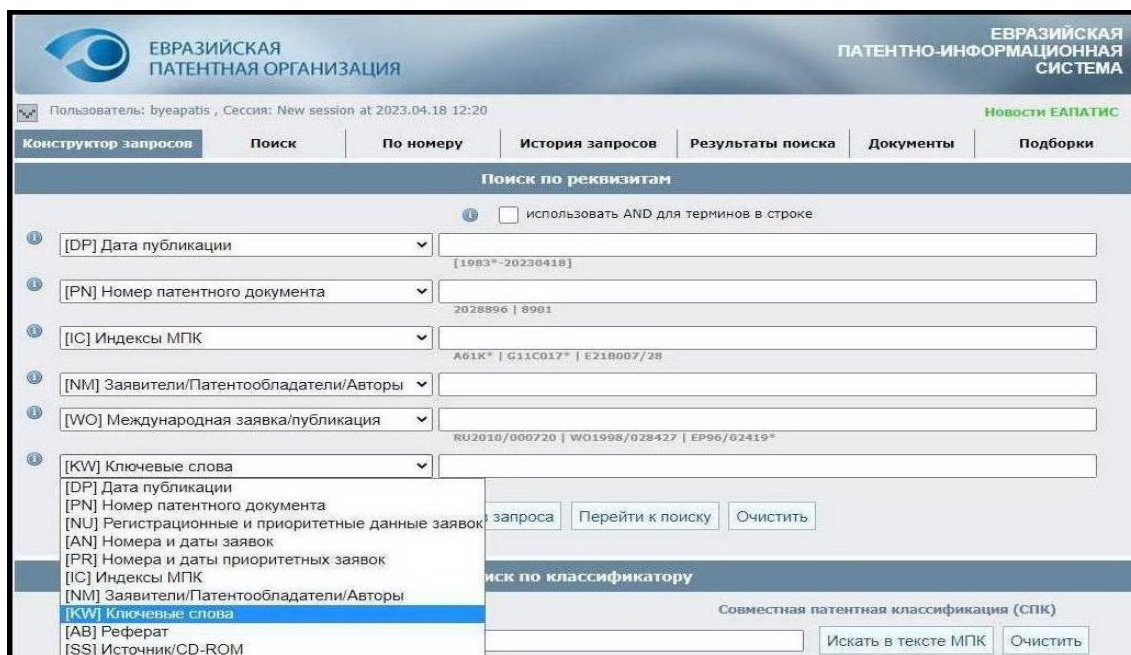 ЕВРАЗИЙСКАЯ
ПАТЕНТНАЯ ОРГАНИЗАЦИЯ
ЕВРАЗИЙСКАЯ
ПАТЕНТНО-ИНФОРМАЦИОННАЯ
СИСТЕМА
Пользователь: byeapatis , Сессия: New session at 2023.04.18 12:20
Новости ЕАПАТИС
Конструктор запросов Поиск По номеру История запросов Результаты поиска Документы Подборки
Поиск по реквизитам
использовать AND для терминов в строке
[DP] Дата публикации
[1983*-20230418]
[PN] Номер патентного документа
2028896 | 8901
[IC] Индексы МПК
A61K* | G11C017* | E21B007/28
[NM] Заявители/Патентообладатели/Авторы
[WO] Международная заявка/публикация
RU2010/000720 | WO1998/028427 | EP96/02419*
[KW] Ключевые слова
[DP] Дата публикации
[PN] Номер патентного документа
[NU] Регистрационные и приоритетные данные заявок
запроса Перейти к поиску Очистить
[AN] Номера и даты заявок
[PR] Номера и даты приоритетных заявок
[IC] Индексы МПК
иск по классификатору
[NM] Заявители/Патентообладатели/Авторы
[KW] Ключевые слова
Совместная патентная классификация (СПК)
[AB] Реферат
[SS] Источник/CD-ROM
Искать в тексте МПК Очистить